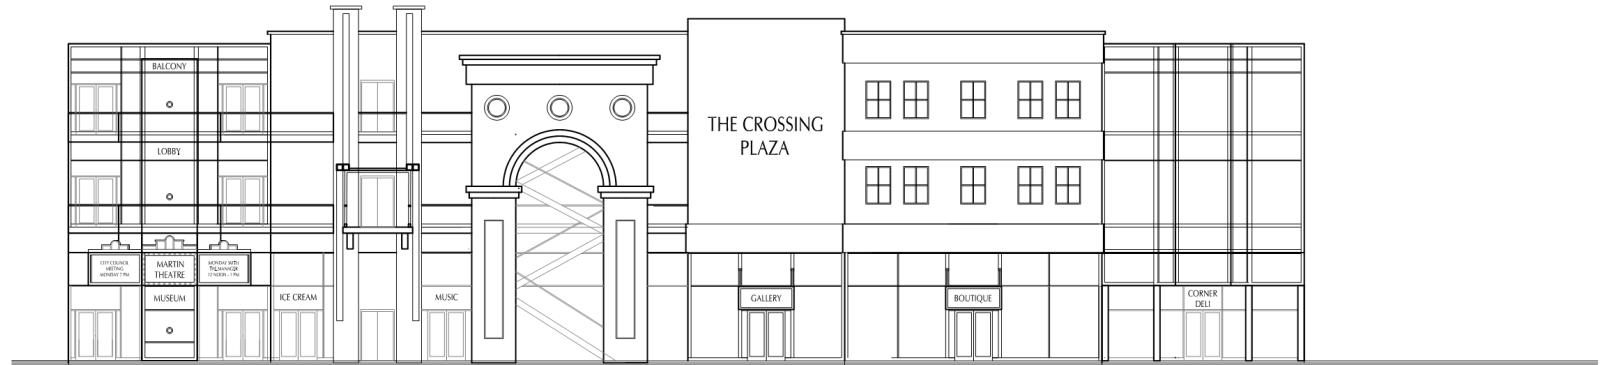 BALCONY
LOBBY
CITY COUNCIL
MEETING
MONDAY 7 PM
MARTIN
THEATRE
MONDAY WITH
THE MANAGER
12 NOON - 1 PM
MUSEUM
ICE CREAM
MUSIC
THE CROSSING
PLAZA
GALLERY
BOUTIQUE
CORNER
DELI